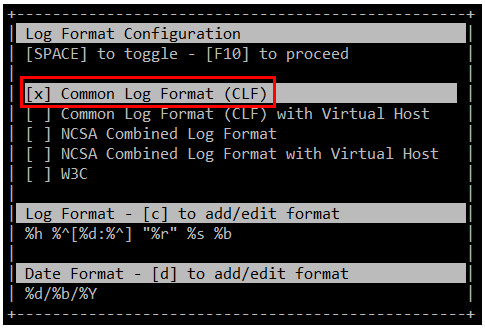 Log Format Configuration
[SPACE] to toggle - [F10] to proceed
[x] Common Log Format (CLF)
[ ] Common Log Format (CLF) with Virtual Host
[ ] NCSA Combined Log Format
[ ] NCSA Combined Log Format with Virtual Host
[ ] W3C
Log Format - [c] to add/edit format
%h %^[%d:%^] "%r" %s %b
Date Format - [d] to add/edit format
%d/%b/%Y